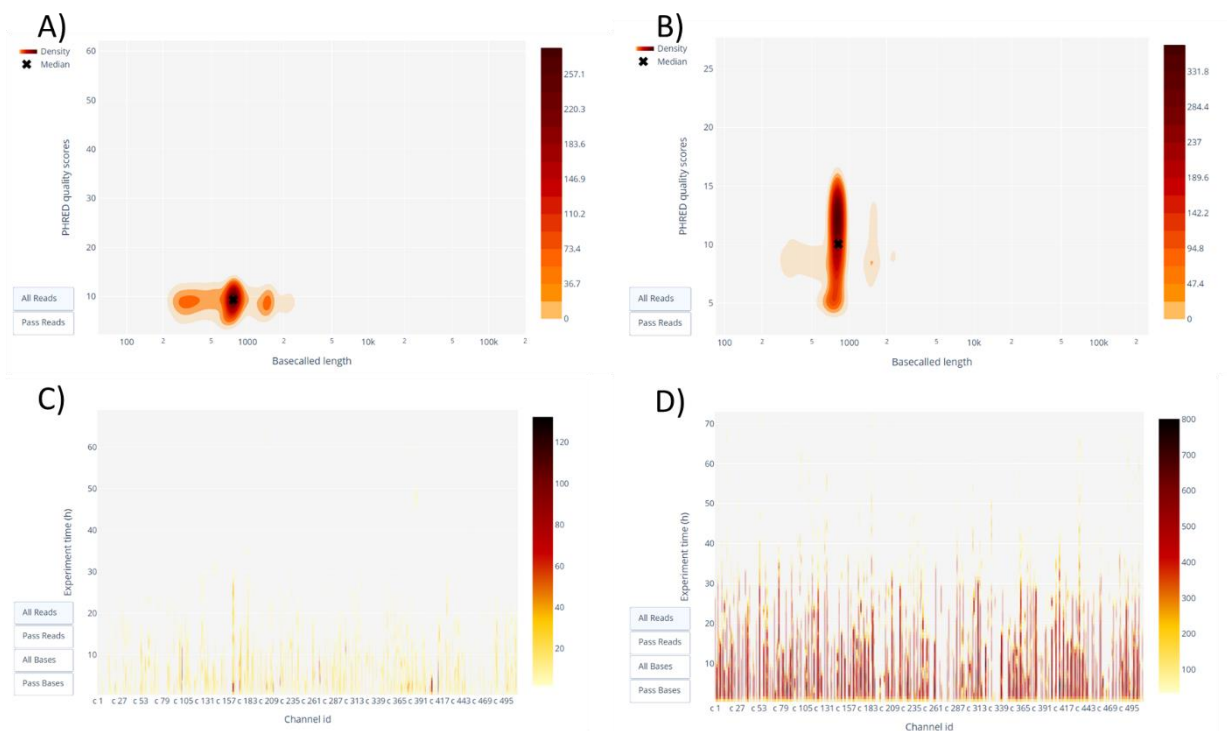 A)
Density
Median
60
50
40
30
20
10
PHRED quality scores
257.1
220.3
183.6
146.9
110.2
73.4
36.7
0
All Reads
Pass Reads
100 2 5 1000 2 5 10k 2 5 100k 2
Basecalled length
B)
Density
Median
25
20
15
10
5
PHRED quality scores
331.8
284.4
237
189.6
142.2
94.8
47.4
0
All Reads
Pass Reads
100 2 5 1000 2 5 10k 2 5 100k 2
Basecalled length
C)
60
50
40
30
20
10
Experiment time (h)
120
100
80
60
40
20
All Reads
Pass Reads
All Bases
Pass Bases
c 1 c 27 c 53 c 79 c 105 c 131 c 157 c 183 c 209 c 235 c 261 c 287 c 313 c 339 c 365 c 391 c 417 c 443 c 469 c 495
Channel id
D)
70
60
50
40
30
20
10
Experiment time (h)
800
700
600
500
400
300
200
100
All Reads
Pass Reads
All Bases
Pass Bases
c 1 c 27 c 53 c 79 c 105 c 131 c 157 c 183 c 209 c 235 c 261 c 287 c 313 c 339 c 365 c 391 c 417 c 443 c 469 c 495
Channel id